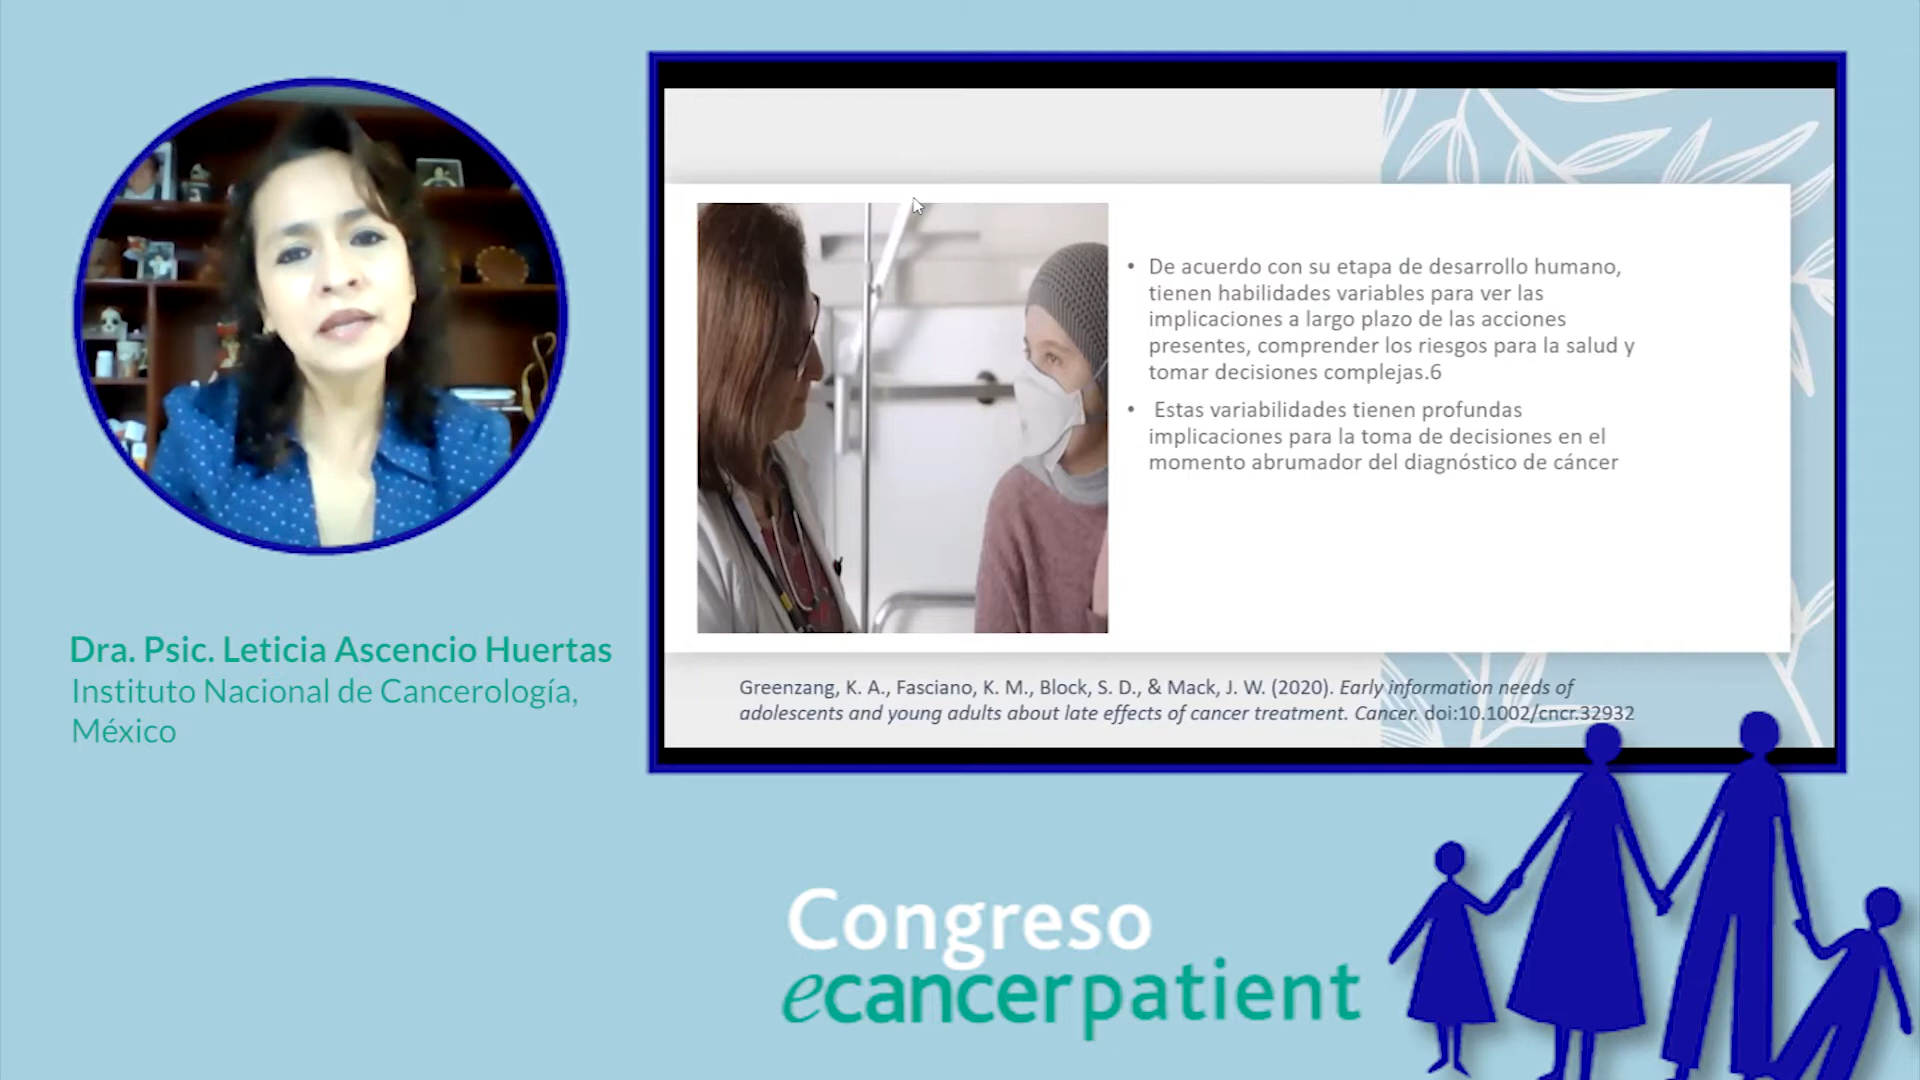 Dra. Psic. Leticia Ascencio Huertas
Instituto Nacional de Cancerología,
México
• De acuerdo con su etapa de desarrollo humano,
tienen habilidades variables para ver las
implicaciones a largo plazo de las acciones
presentes, comprender los riesgos para la salud y
tomar decisiones complejas.6
• Estas variabilidades tienen profundas
implicaciones para la toma de decisiones en el
momento abrumador del diagnóstico de cáncer
Greenzang, K. A., Fasciano, K. M., Block, S. D., & Mack, J. W. (2020). Early information needs of
adolescents and young adults about late effects of cancer treatment. Cancer. doi:10.1002/cncr.32932
Congreso
ecancerpatient